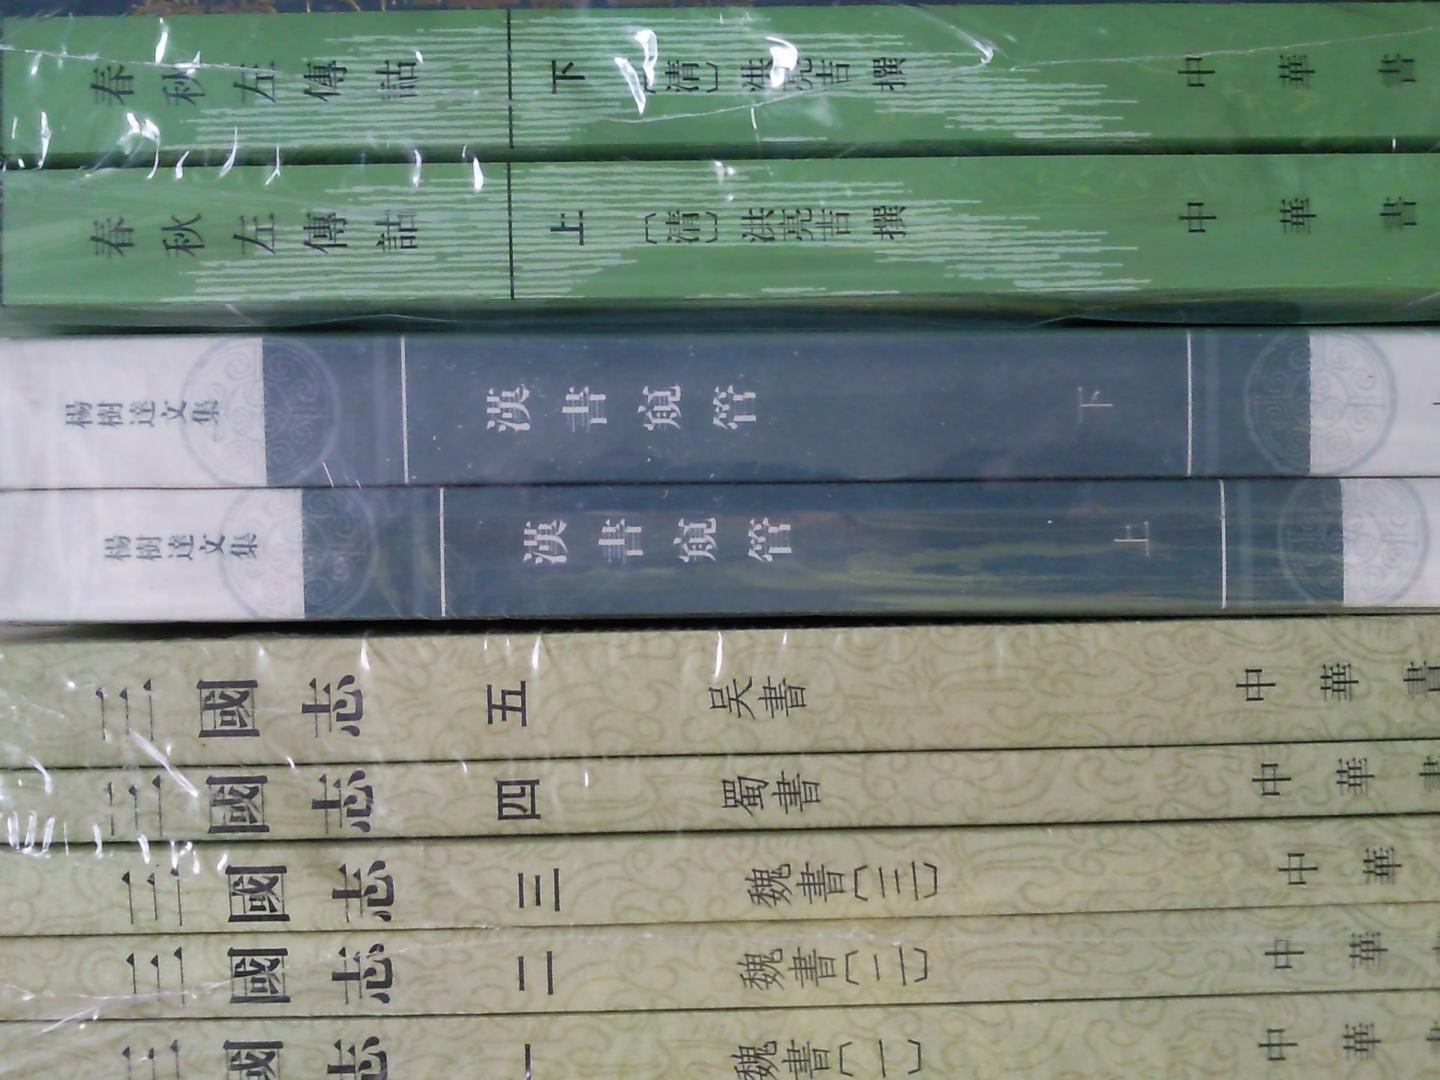 春秋左傳詁 下 〔清〕洪亮吉撰 中華書
春秋左傳詁 上 〔清〕洪亮吉撰 中華書
楊樹達文集 漢書窺管 下
楊樹達文集 漢書窺管 上
三國志 五 吴書 中華書
三國志 四 蜀書 中華書
三國志 三 魏書〔三〕 中華
三國志 二 魏書〔二〕 中華
三國志 一 魏書〔一〕 中華